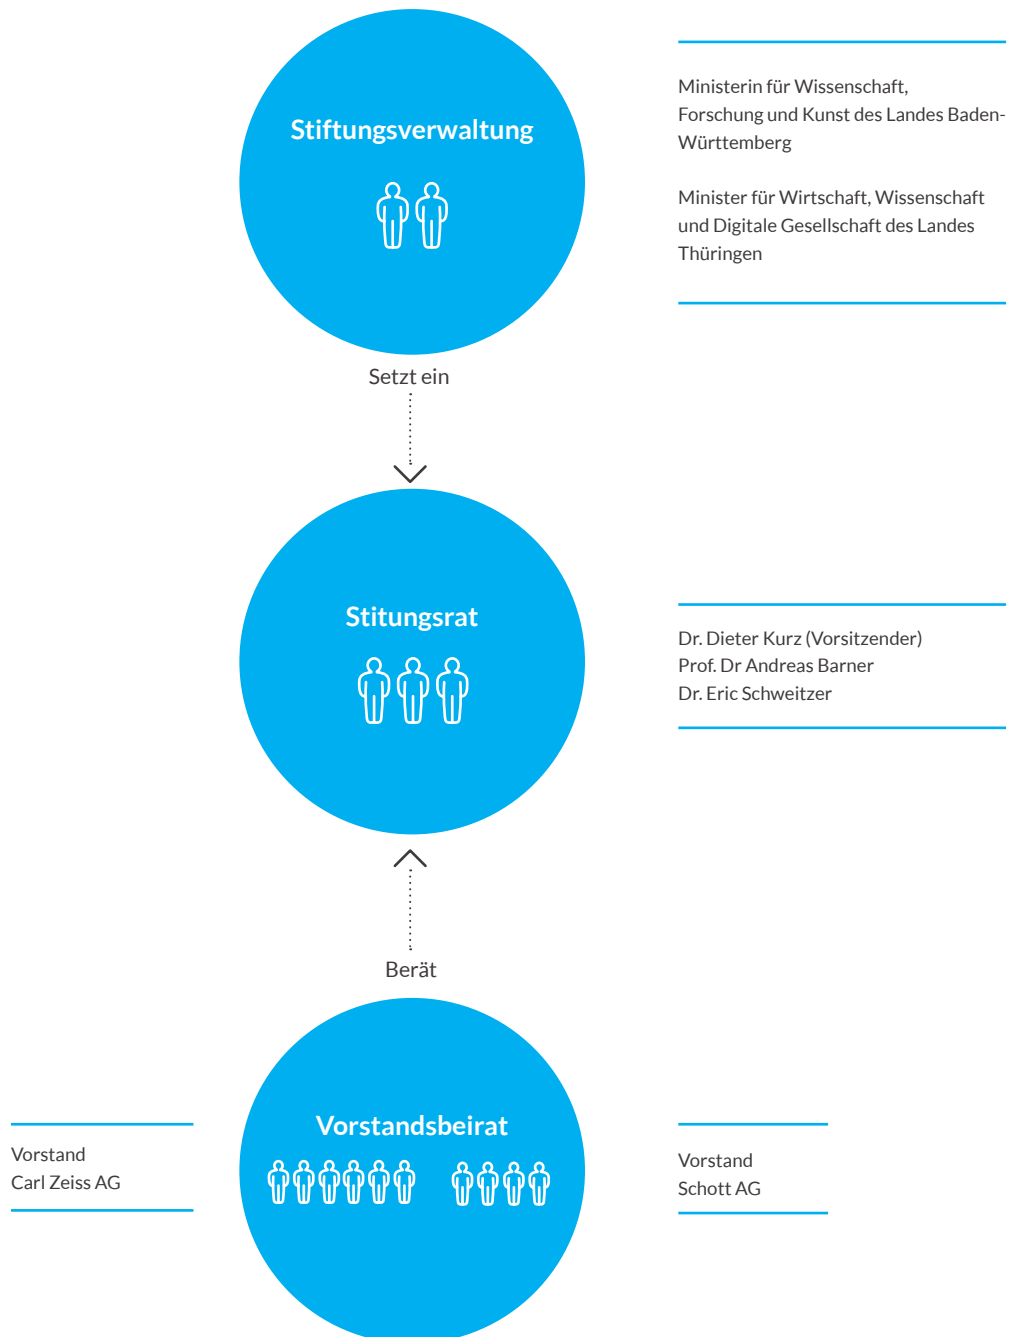 Stiftungsverwaltung
Ministerin für Wissenschaft,
Forschung und Kunst des Landes Baden-
Württemberg
Minister für Wirtschaft, Wissenschaft
und Digitale Gesellschaft des Landes
Thüringen
Setzt ein
Stitungsrat
Dr. Dieter Kurz (Vorsitzender)
Prof. Dr Andreas Barner
Dr. Eric Schweitzer
Berät
Vorstandsbeirat
Vorstand
Carl Zeiss AG
Vorstand
Schott AG